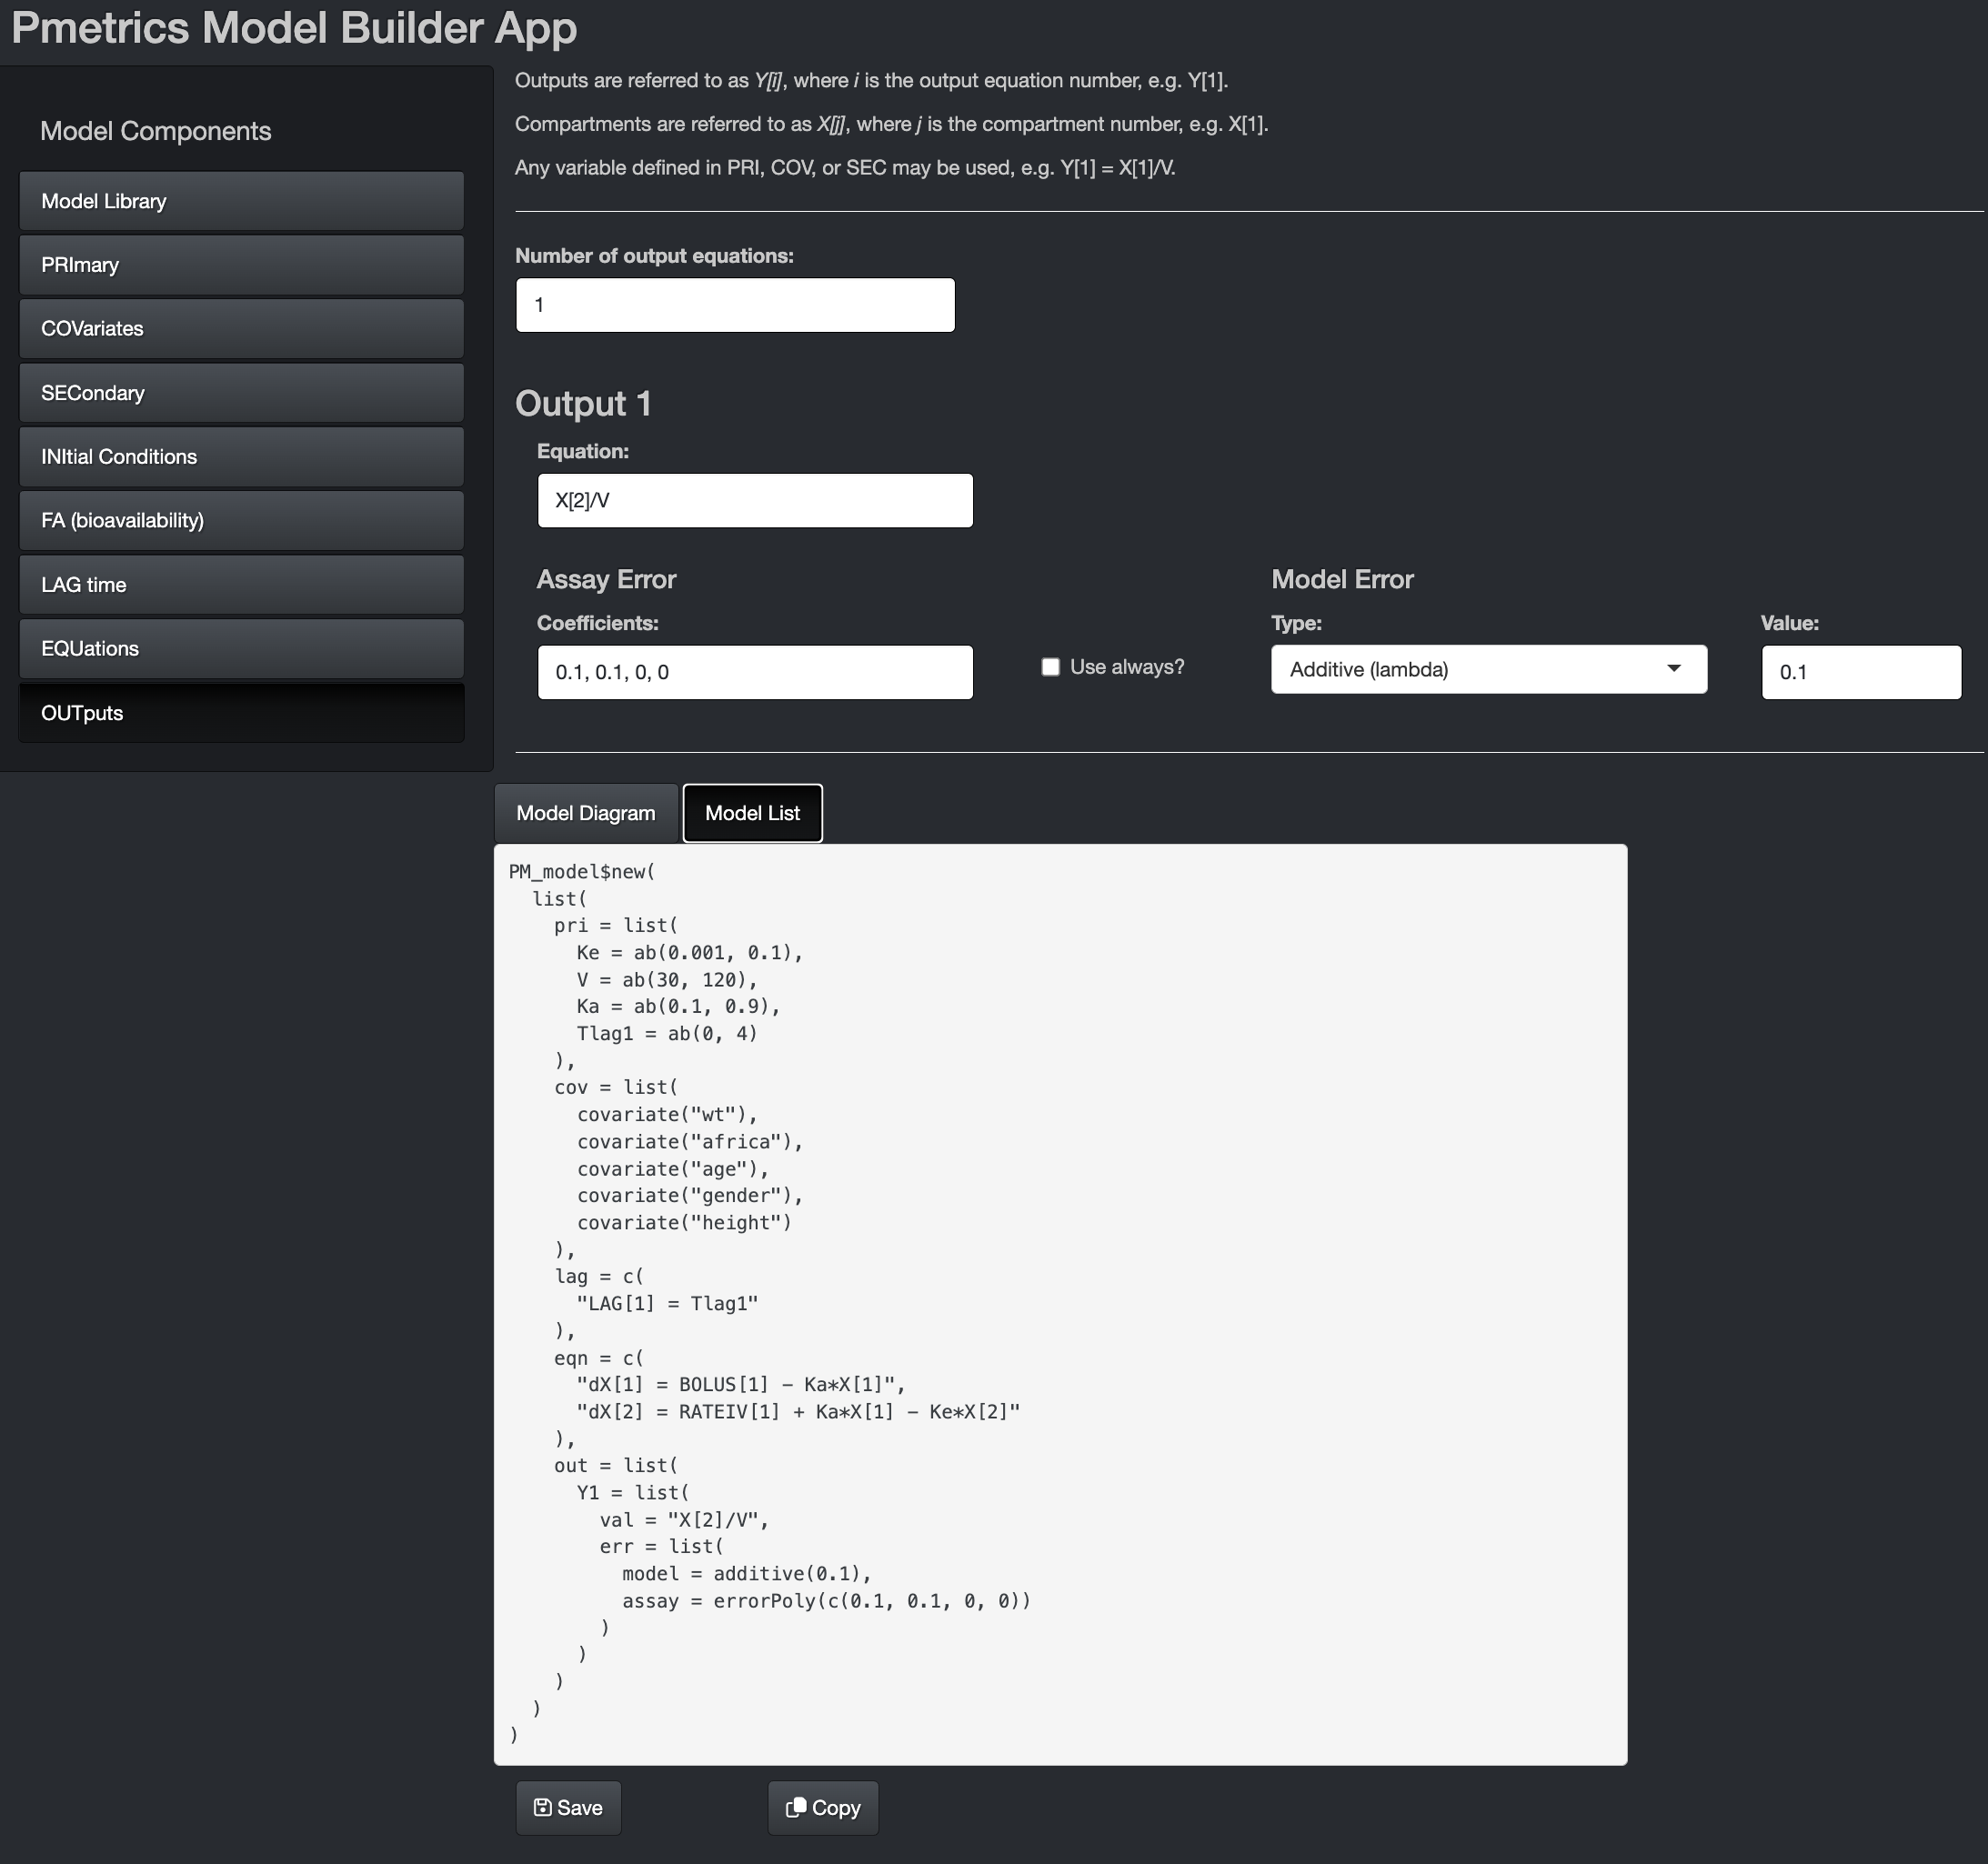 Pmetrics Model Builder App
Outputs are referred to as Y[i], where i is the output equation number, e.g. Y[1].
Compartments are referred to as X[j], where j is the compartment number, e.g. X[1].
Any variable defined in PRI, COV, or SEC may be used, e.g. Y[1] = X[1]/V.
Model Components
Model Library
PRImary
COVariates
SECondary
INItial Conditions
FA (bioavailability)
LAG time
EQUations
OUTputs
Number of output equations:
1
Output 1
Equation:
X[2]/V
Assay Error
Model Error
Coefficients:
Type:
Value:
0.1, 0.1, 0, 0
Use always?
Additive (lambda)
0.1
Model Diagram
Model List
PM_model$new(
  list(
    pri = list(
      Ke = ab(0.001, 0.1),
      V = ab(30, 120),
      Ka = ab(0.1, 0.9),
      Tlag1 = ab(0, 4)
    ),
    cov = list(
      covariate("wt"),
      covariate("africa"),
      covariate("age"),
      covariate("gender"),
      covariate("height")
    ),
    lag = c(
      "LAG[1] = Tlag1"
    ),
    eqn = c(
      "dX[1] = BOLUS[1] − Ka*X[1]",
      "dX[2] = RATEIV[1] + Ka*X[1] − Ke*X[2]"
    ),
    out = list(
      Y1 = list(
        val = "X[2]/V",
        err = list(
          model = additive(0.1),
          assay = errorPoly(c(0.1, 0.1, 0, 0))
        )
      )
    )
  )
)
Save
Copy